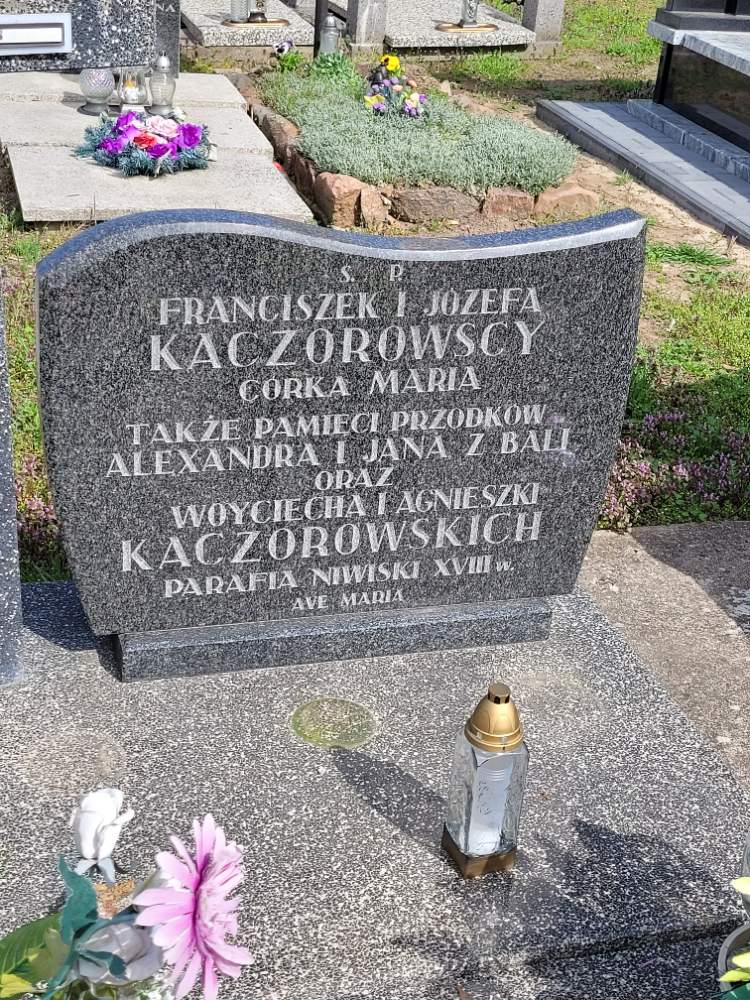 S. P.
FRANCISZEK I JÓZEFA
KACZOROWSCY
CÓRKA MARIA
TAKŻE PAMIĘCI PRZODKÓW
ALEXANDRA I JANA Z BALI
ORAZ
WOYCIECHA I AGNIESZKI
KACZOROWSKICH
PARAFIA NIWISKI XVIII W.
AVE MARIA